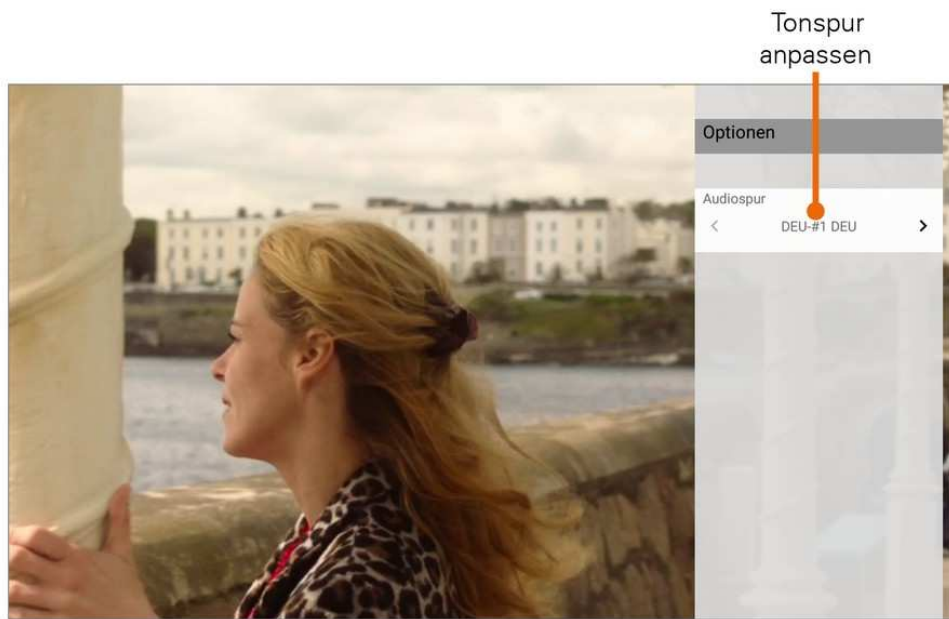 Tonspur
anpassen
Optionen
Audiospur
< DEU-#1 DEU >